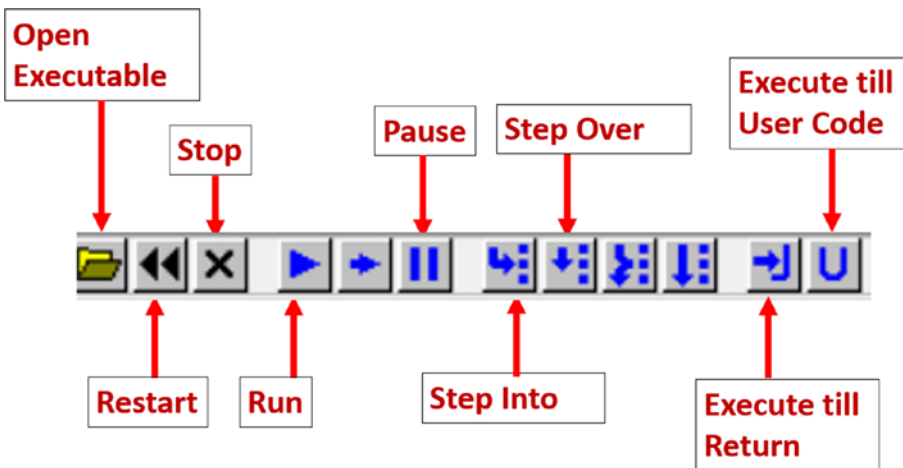 Open
Executable
Stop
Pause
Step Over
Execute till
User Code
U
Restart
Run
Step Into
Execute till
Return